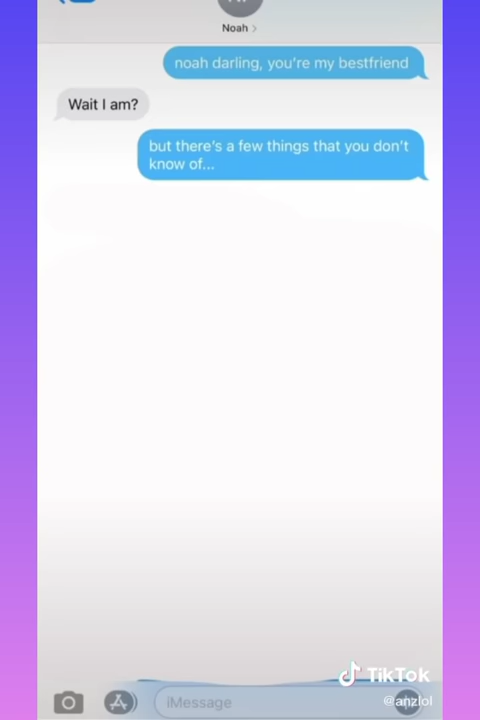 Noah >
noah darling, you're my bestfriend
Wait I am?
but there's a few things that you don't
know of...
iMessage
TikTok
@anzlol